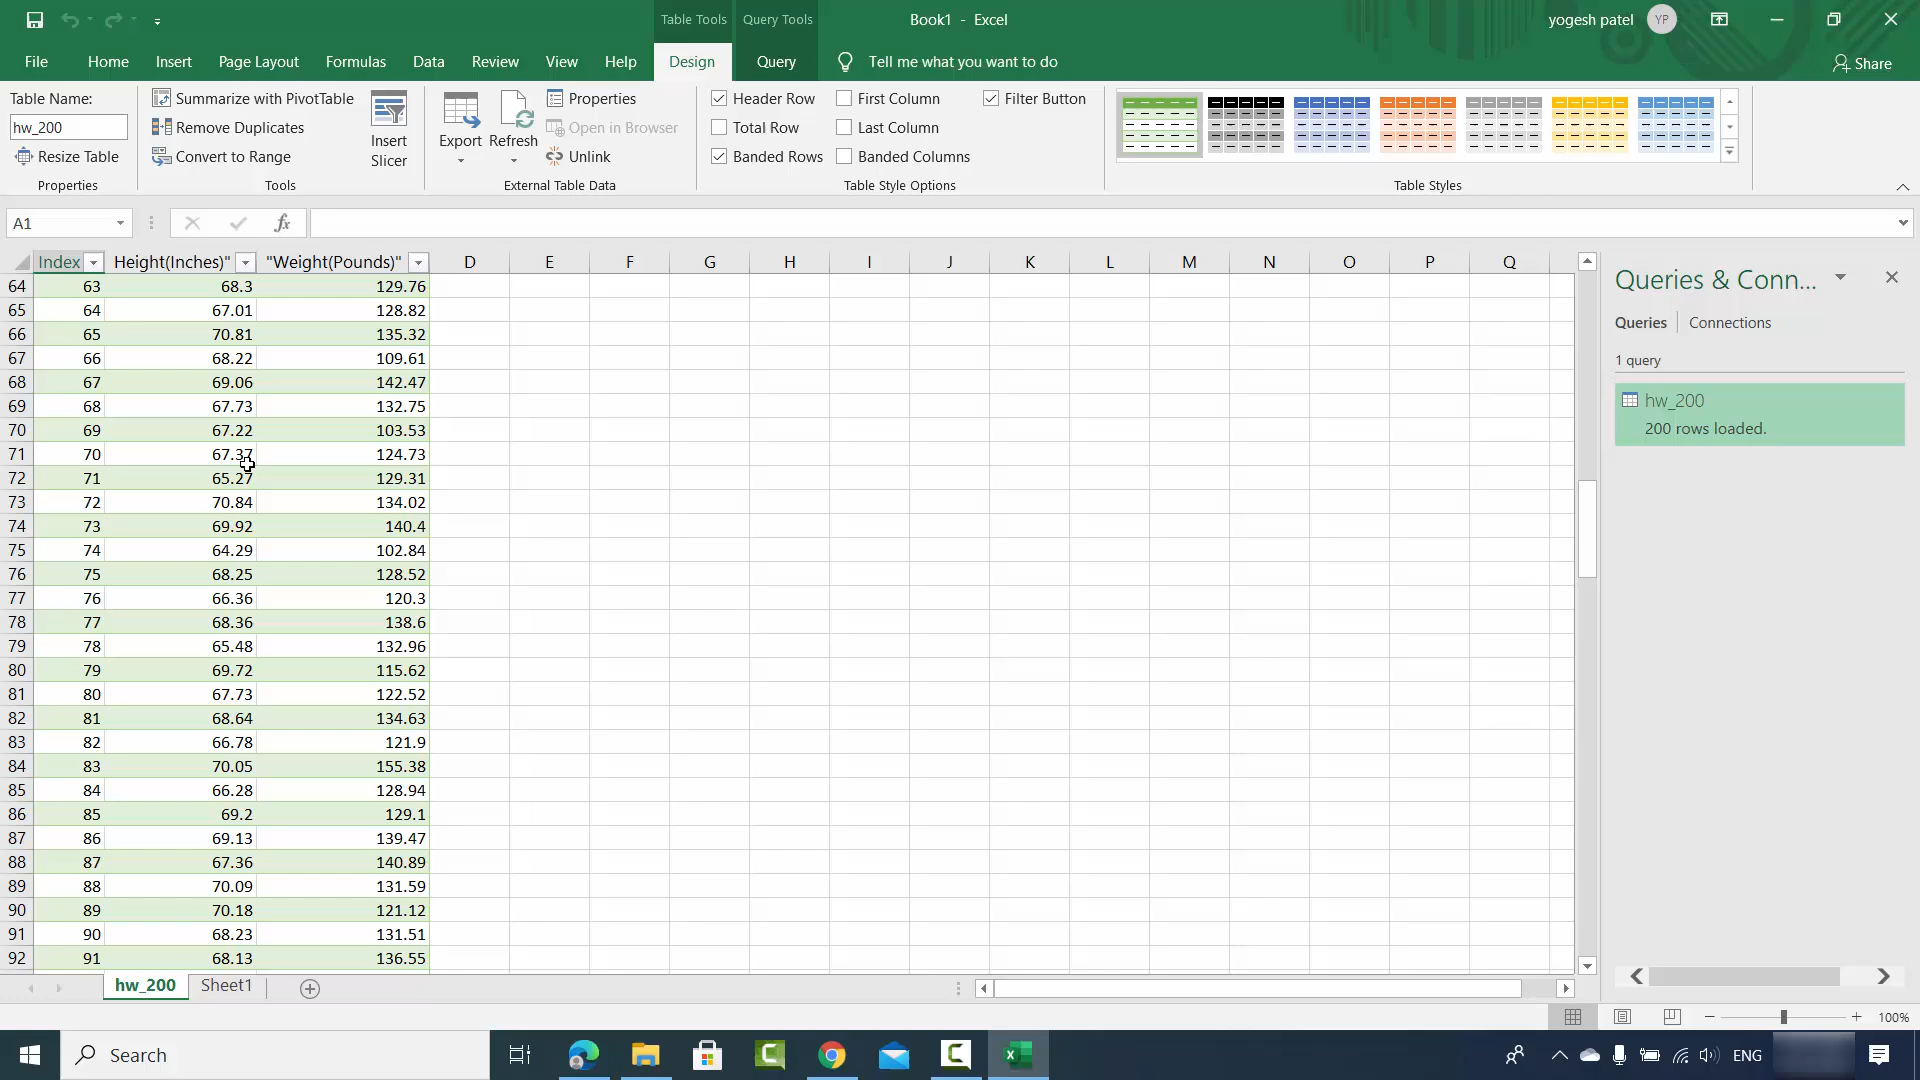 Table Tools Query Tools Book1 - Excel yogesh patel YP
File Home Insert Page Layout Formulas Data Review View Help Design Query Tell me what you want to do Share
Table Name:
hw_200
Resize Table
Properties
Summarize with PivotTable
Remove Duplicates
Convert to Range
Tools
Insert
Slicer
Export
Refresh
Properties
Open in Browser
Unlink
External Table Data
Header Row
Total Row
Banded Rows
First Column
Last Column
Banded Columns
Filter Button
Table Style Options
Table Styles
A1 fx
Index Height(Inches)" "Weight(Pounds)" D E F G H I J K L M N O P Q
64 63 68.3 129.76
65 64 67.01 128.82
66 65 70.81 135.32
67 66 68.22 109.61
68 67 69.06 142.47
69 68 67.73 132.75
70 69 67.22 103.53
71 70 67.37 124.73
72 71 65.27 129.31
73 72 70.84 134.02
74 73 69.92 140.4
75 74 64.29 102.84
76 75 68.25 128.52
77 76 66.36 120.3
78 77 68.36 138.6
79 78 65.48 132.96
80 79 69.72 115.62
81 80 67.73 122.52
82 81 68.64 134.63
83 82 66.78 121.9
84 83 70.05 155.38
85 84 66.28 128.94
86 85 69.2 129.1
87 86 69.13 139.47
88 87 67.36 140.89
89 88 70.09 131.59
90 89 70.18 121.12
91 90 68.23 131.51
92 91 68.13 136.55
Queries & Conn...
Queries Connections
1 query
hw_200
200 rows loaded.
hw_200 Sheet1
100%
Search ENG